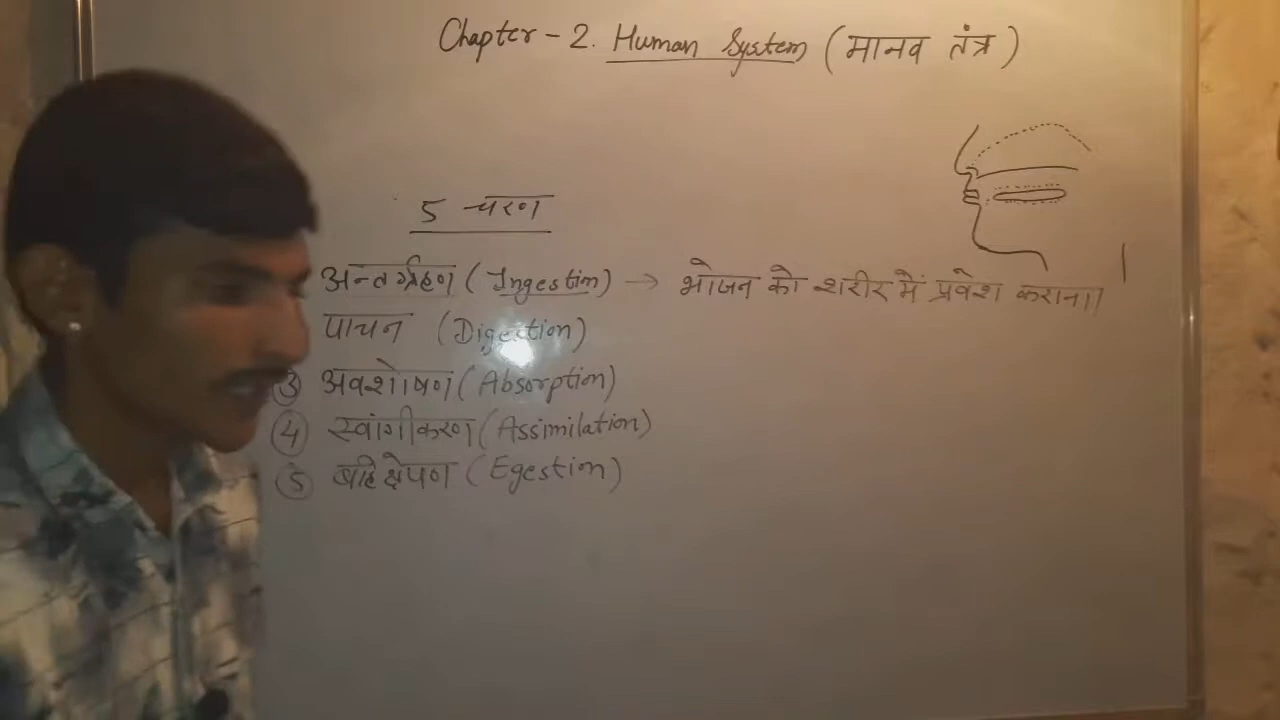 Chapter - 2. Human System (मानव तंत्र)
5 चरण
अन्तर्ग्रहण (Ingestion) → भोजन को शरीर में प्रवेश कराना।
पाचन (Digestion)
③ अवशोषण (Absorption)
④ स्वांगीकरण (Assimilation)
⑤ बहिक्षेपण (Egestion)